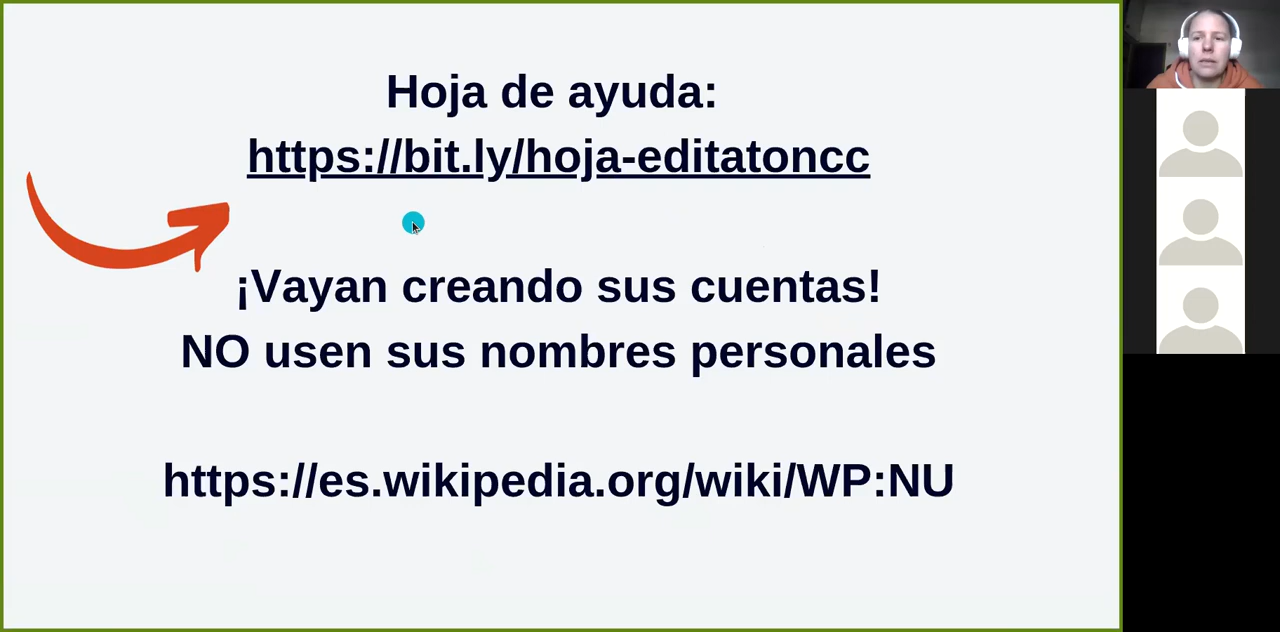 Hoja de ayuda:
https://bit.ly/hoja-editatoncc
¡Vayan creando sus cuentas!
NO usen sus nombres personales
https://es.wikipedia.org/wiki/WP:NU